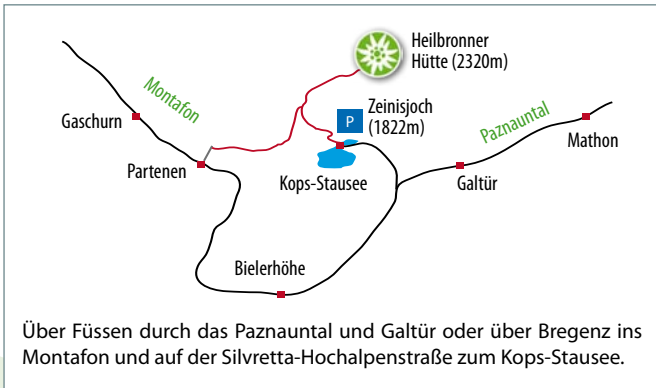 Heilbronner
Hütte (2320m)
Montafon
Zeinisjoch
(1822m)
P
Gaschurn
Paznauntal
Mathon
Partenen
Kops-Stausee
Galtür
Bielerhöhe
Über Füssen durch das Paznauntal und Galtür oder über Bregenz ins
Montafon und auf der Silvretta-Hochalpenstraße zum Kops-Stausee.